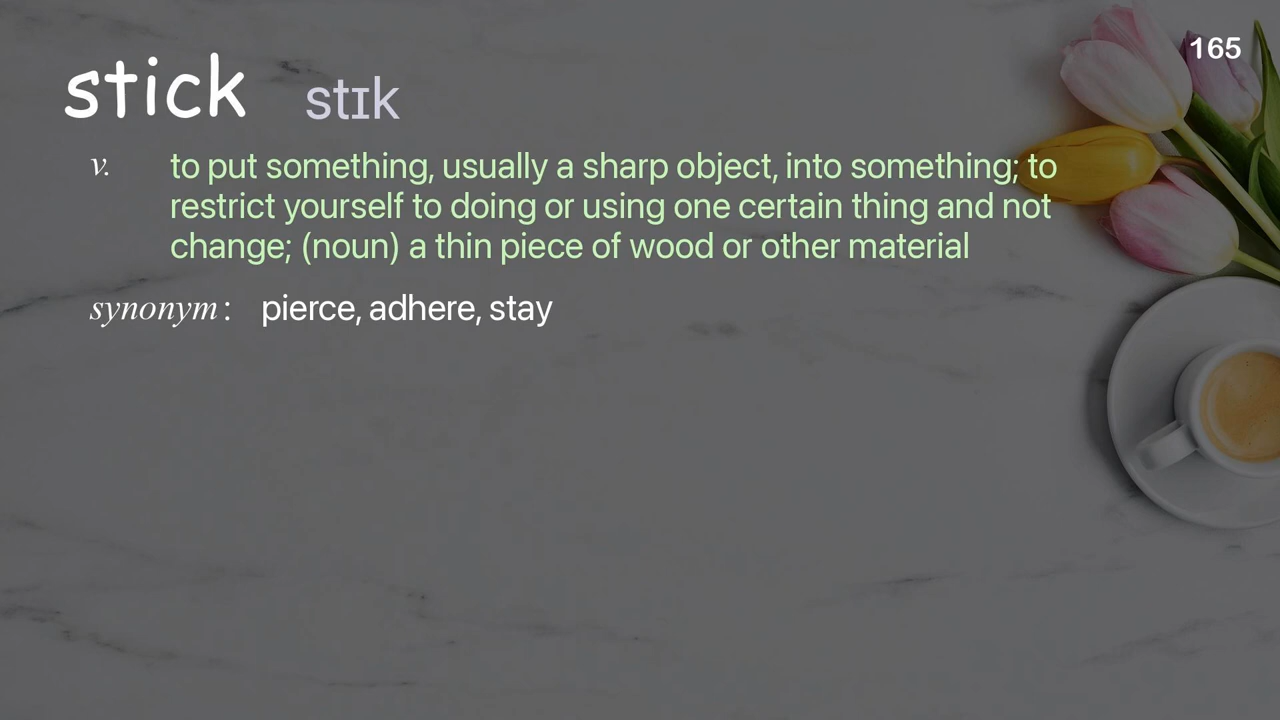 165
stick stɪk
v. to put something, usually a sharp object, into something; to
restrict yourself to doing or using one certain thing and not
change; (noun) a thin piece of wood or other material
synonym: pierce, adhere, stay